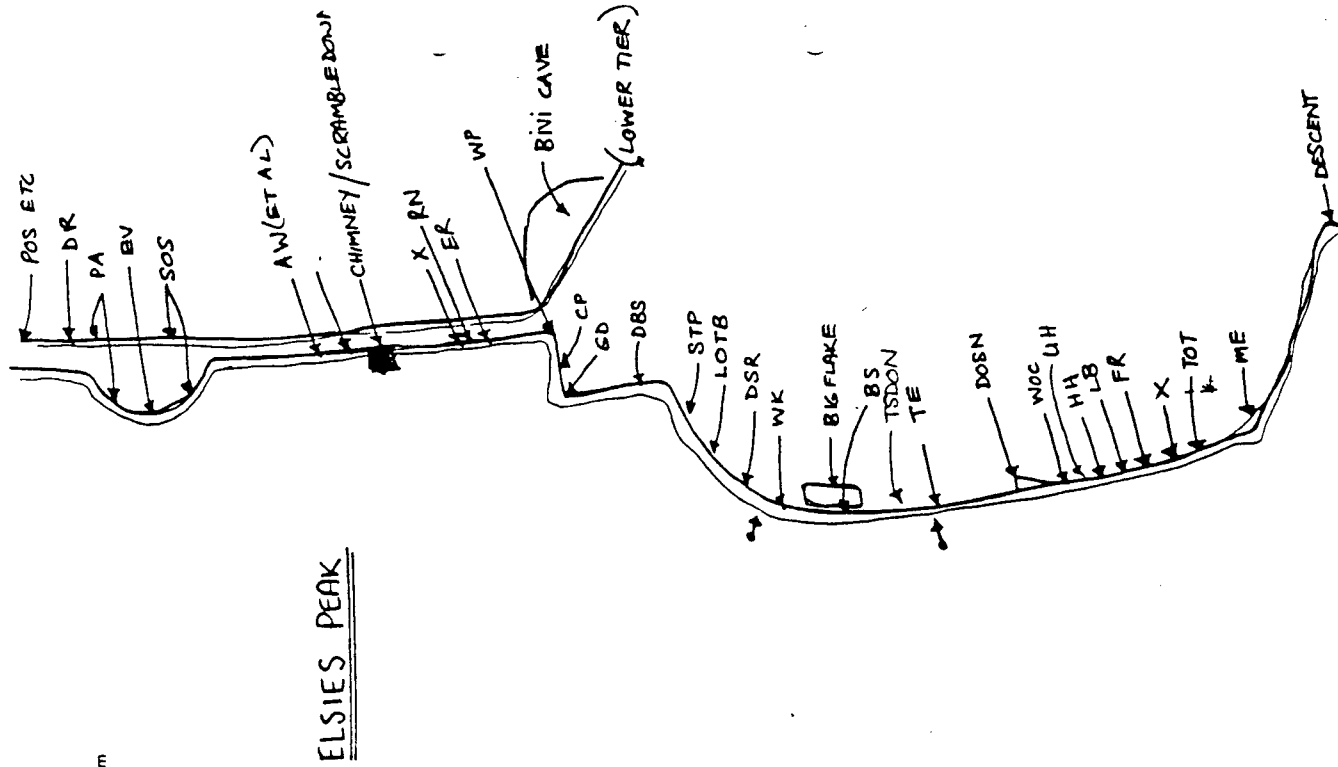 POS ETC
DR
PA
BV
SOS
AW (ET AL)
CHIMNEY/SCRAMBLE DOWN
X
RN
ER
WP
BIVI CAVE
(LOWER TIER)
CP
GD
DBS
STP
LOTB
DSR
WK
BIG FLAKE
BS
TSDON
TE
DOSN
WOC
UH
HH
LB
FR
X
TOT
ME
DESCENT
ELSIES PEAK
m